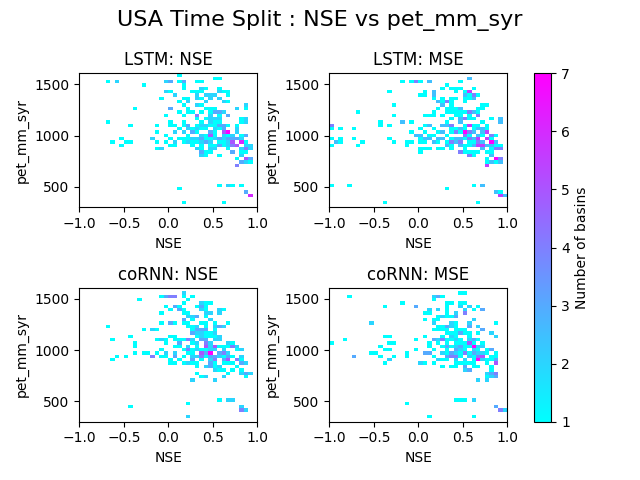 USA Time Split : NSE vs pet_mm_syr
LSTM: NSE
LSTM: MSE
1500
1000
500
pet_mm_syr
−1.0 −0.5 0.0 0.5 1.0
NSE
1500
1000
500
pet_mm_syr
−1.0 −0.5 0.0 0.5 1.0
NSE
coRNN: NSE
coRNN: MSE
1500
1000
500
pet_mm_syr
−1.0 −0.5 0.0 0.5 1.0
NSE
1500
1000
500
pet_mm_syr
−1.0 −0.5 0.0 0.5 1.0
NSE
7
6
5
4
3
2
1
Number of basins